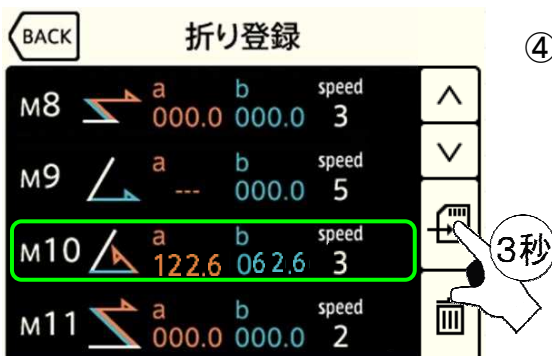 BACK 折り登録 ④
M8 a b speed
000.0 000.0 3
M9 a b speed
--- 000.0 5
M10 a b speed
122.6 062.6 3
3秒
M11 a b speed
000.0 000.0 2